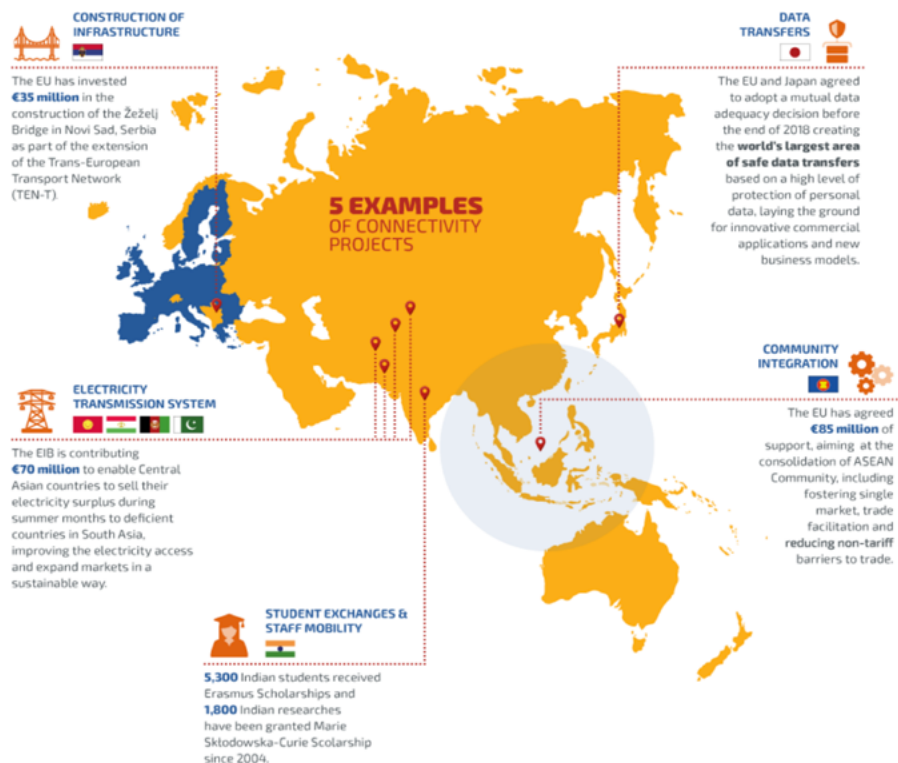 CONSTRUCTION OF
INFRASTRUCTURE
The EU has invested
€35 million in the
construction of the Žeželj
Bridge in Novi Sad, Serbia
as part of the extension
of the Trans-European
Transport Network
(TEN-T).
DATA
TRANSFERS
The EU and Japan agreed
to adopt a mutual data
adequacy decision before
the end of 2018 creating
the world's largest area
of safe data transfers
based on a high level of
protection of personal
data, laying the ground
for innovative commercial
applications and new
business models.
5 EXAMPLES
OF CONNECTIVITY
PROJECTS
ELECTRICITY
TRANSMISSION SYSTEM
The EIB is contributing
€70 million to enable Central
Asian countries to sell their
electricity surplus during
summer months to deficient
countries in South Asia,
improving the electricity access
and expand markets in a
sustainable way.
COMMUNITY
INTEGRATION
The EU has agreed
€85 million of
support, aiming at the
consolidation of ASEAN
Community, including
fostering single
market, trade
facilitation and
reducing non-tariff
barriers to trade.
STUDENT EXCHANGES &
STAFF MOBILITY
5,300 Indian students received
Erasmus Scholarships and
1,800 Indian researches
have been granted Marie
Skłodowska-Curie Scolarship
since 2004.